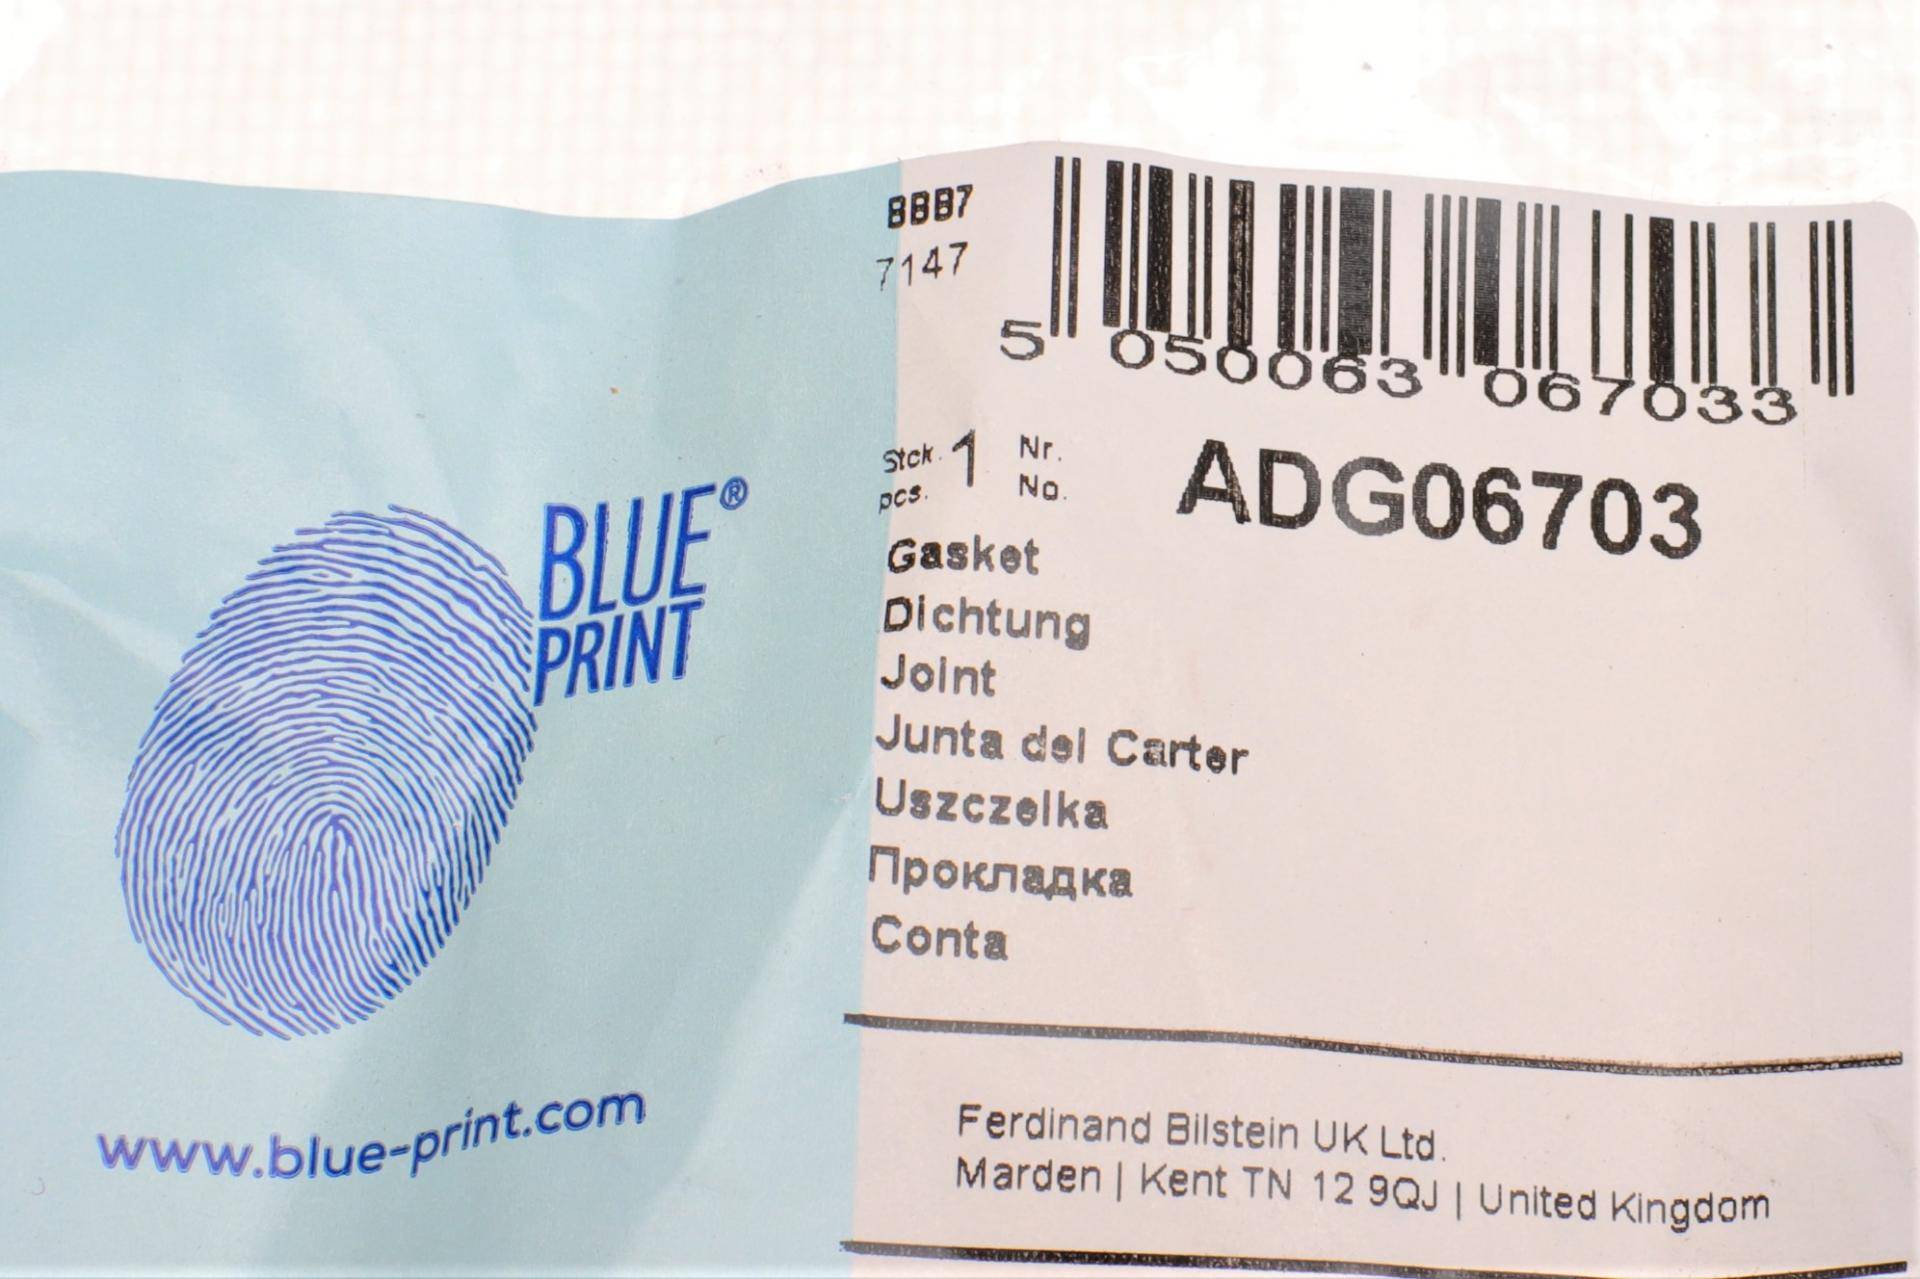 BLUE®
PRINT
www.blue-print.com
BBB7
7147
5 050063 067033
Stck. 1 Nr. ADG06703
pcs. No.
Gasket
Dichtung
Joint
Junta del Carter
Uszczelka
Прокладка
Conta
Ferdinand Bilstein UK Ltd.
Marden | Kent TN 12 9QJ | United Kingdom